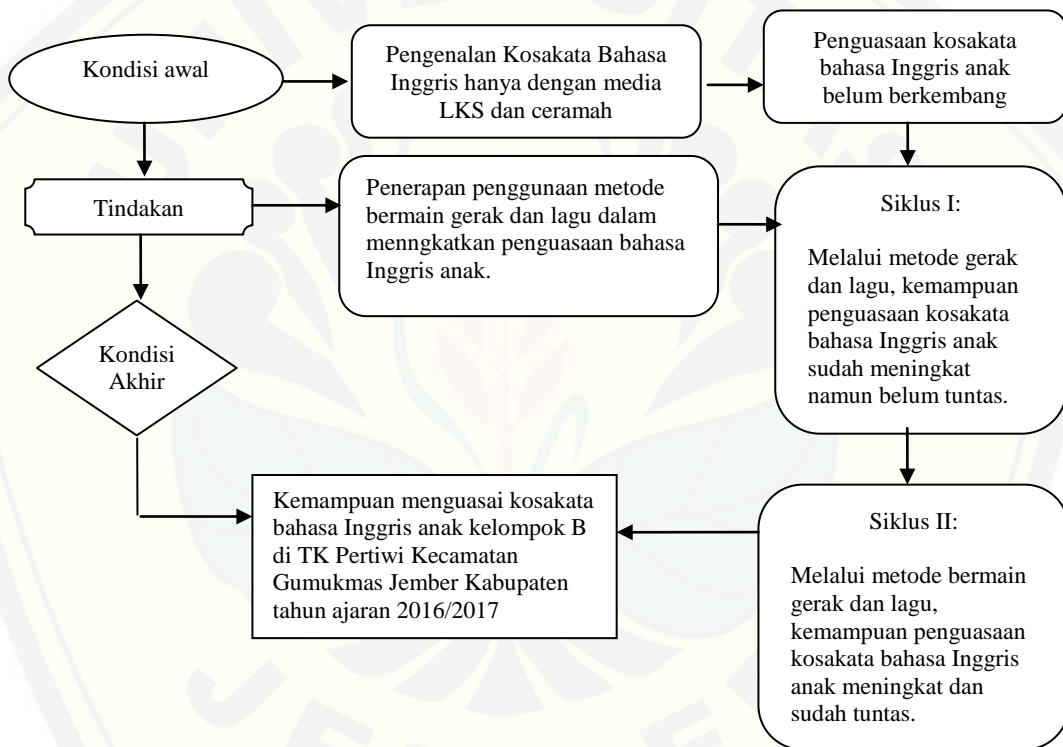 Kondisi awal
Pengenalan Kosakata Bahasa
Inggris hanya dengan media
LKS dan ceramah
Penguasaan kosakata
bahasa Inggris anak
belum berkembang
Tindakan
Penerapan penggunaan metode
bermain gerak dan lagu dalam
menngkatkan penguasaan bahasa
Inggris anak.
Siklus I:
Melalui metode gerak
dan lagu, kemampuan
penguasaan kosakata
bahasa Inggris anak
sudah meningkat
namun belum tuntas.
Kondisi
Akhir
Kemampuan menguasai kosakata
bahasa Inggris anak kelompok B
di TK Pertiwi Kecamatan
Gumukmas Jember Kabupaten
tahun ajaran 2016/2017
Siklus II:
Melalui metode bermain
gerak dan lagu,
kemampuan penguasaan
kosakata bahasa Inggris
anak meningkat dan
sudah tuntas.